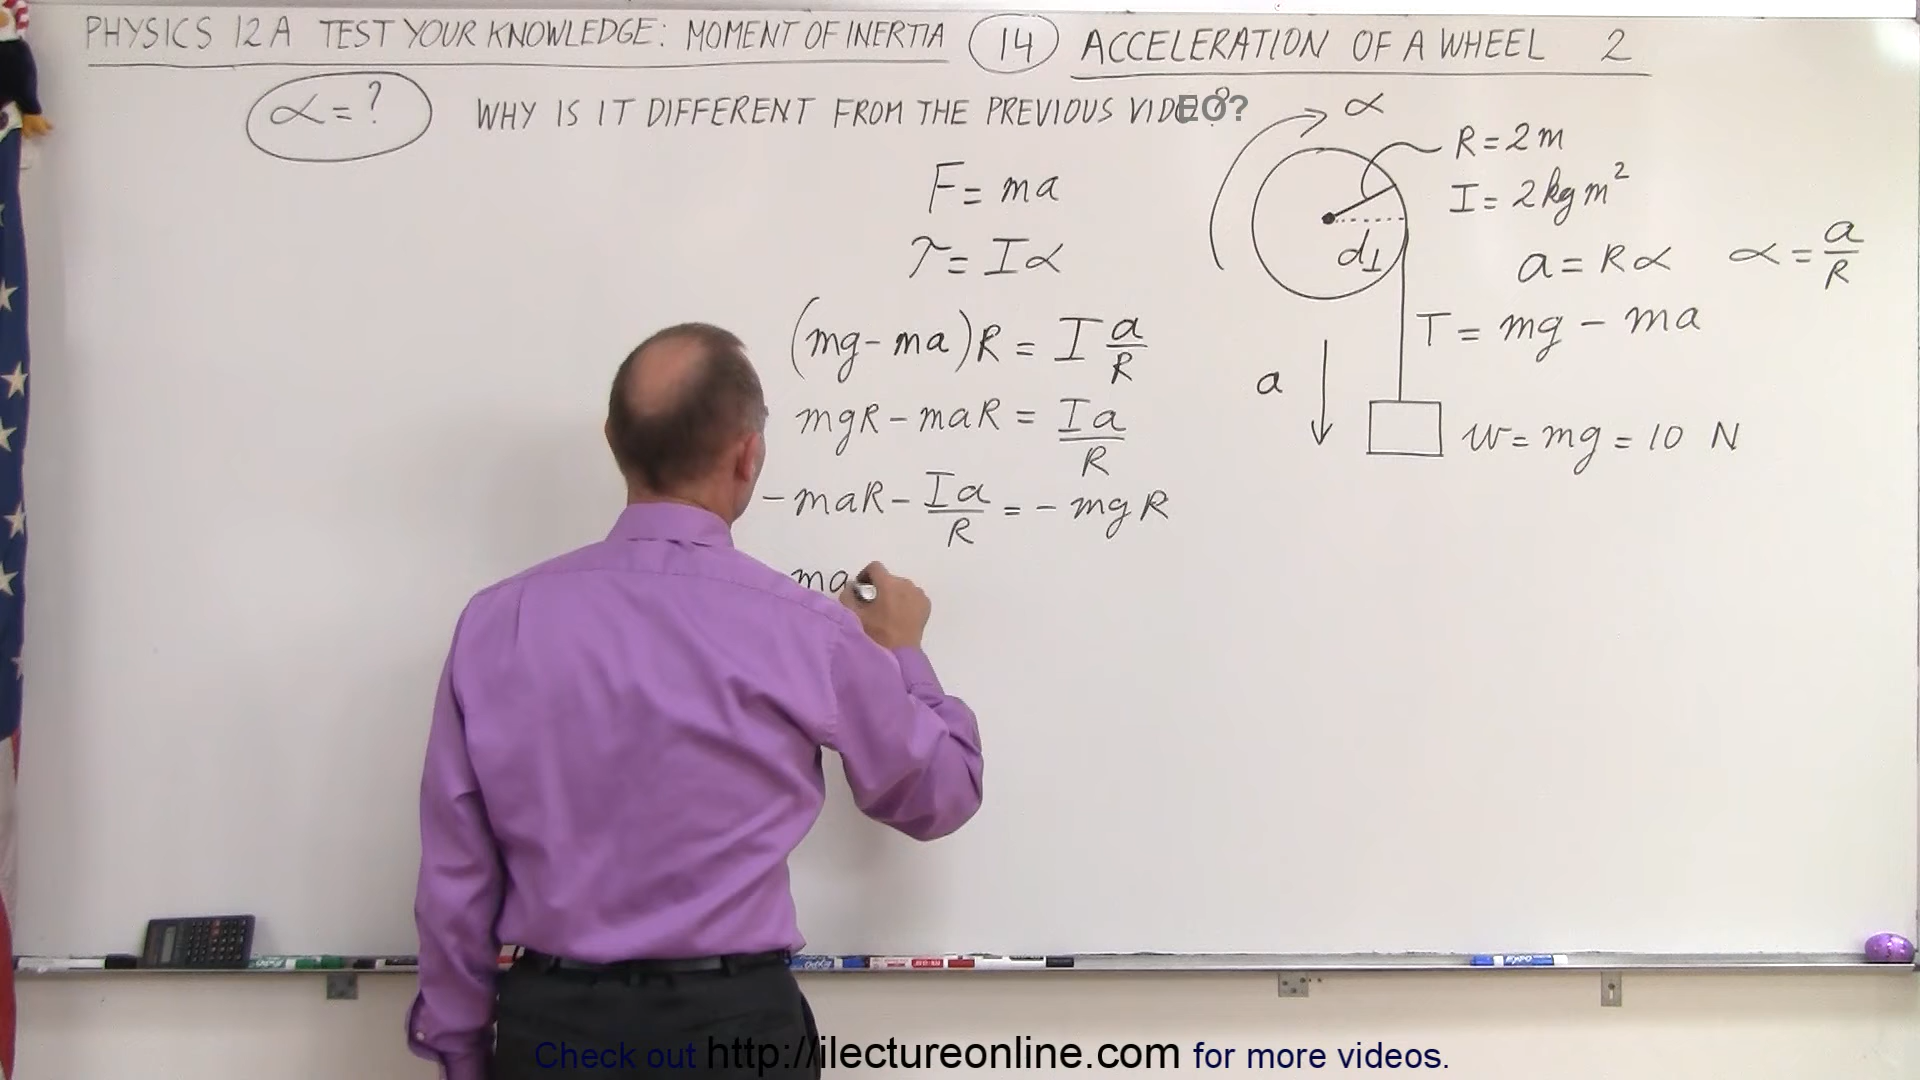 PHYSICS 12A TEST YOUR KNOWLEDGE: MOMENT OF INERTIA 14 ACCELERATION OF A WHEEL 2
α = ? WHY IS IT DIFFERENT FROM THE PREVIOUS VIDEO?
α
R = 2 m
I = 2 kg m²
d⊥
a = Rα α = a/R
T = mg - ma
a
w = mg = 10 N
F = ma
τ = Iα
(mg - ma)R = I a/R
mgR - maR = Ia/R
- maR - Ia/R = - mgR
ma
Check out http://ilectureonline.com for more videos.